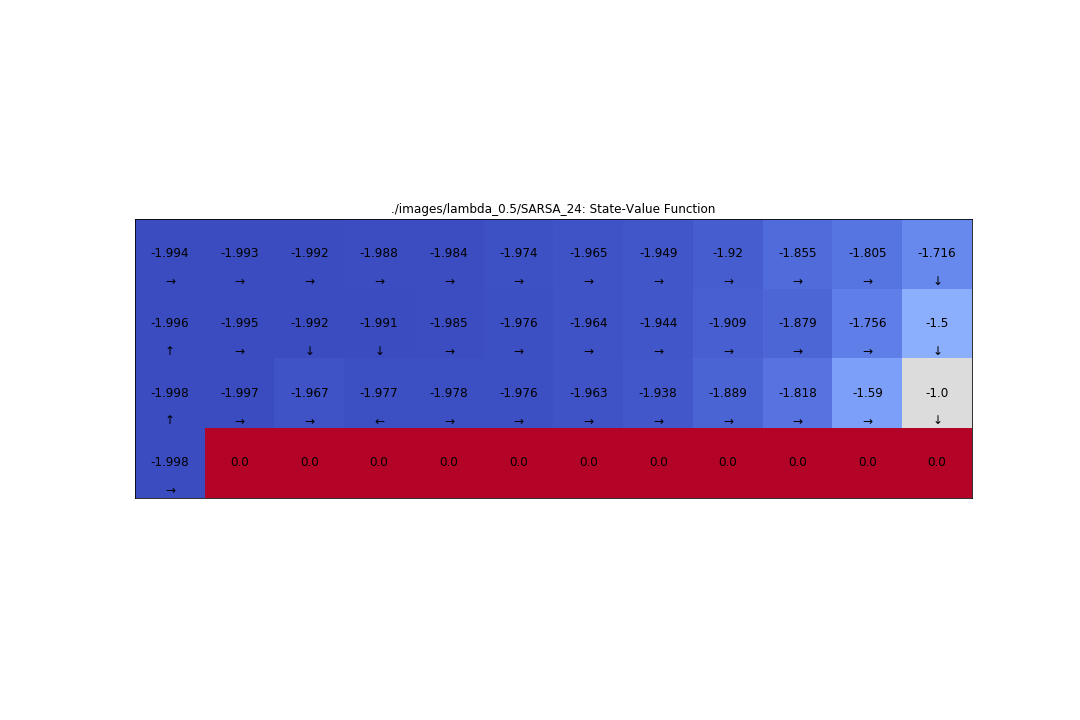 ./images/lambda_0.5/SARSA_24: State-Value Function
-1.994 -1.993 -1.992 -1.988 -1.984 -1.974 -1.965 -1.949 -1.92 -1.855 -1.805 -1.716
→ → → → → → → → → → → ↓
-1.996 -1.995 -1.992 -1.991 -1.985 -1.976 -1.964 -1.944 -1.909 -1.879 -1.756 -1.5
↑ → ↓ ↓ → → → → → → → ↓
-1.998 -1.997 -1.967 -1.977 -1.978 -1.976 -1.963 -1.938 -1.889 -1.818 -1.59 -1.0
↑ → → ← → → → → → → → ↓
-1.998 0.0 0.0 0.0 0.0 0.0 0.0 0.0 0.0 0.0 0.0 0.0
→